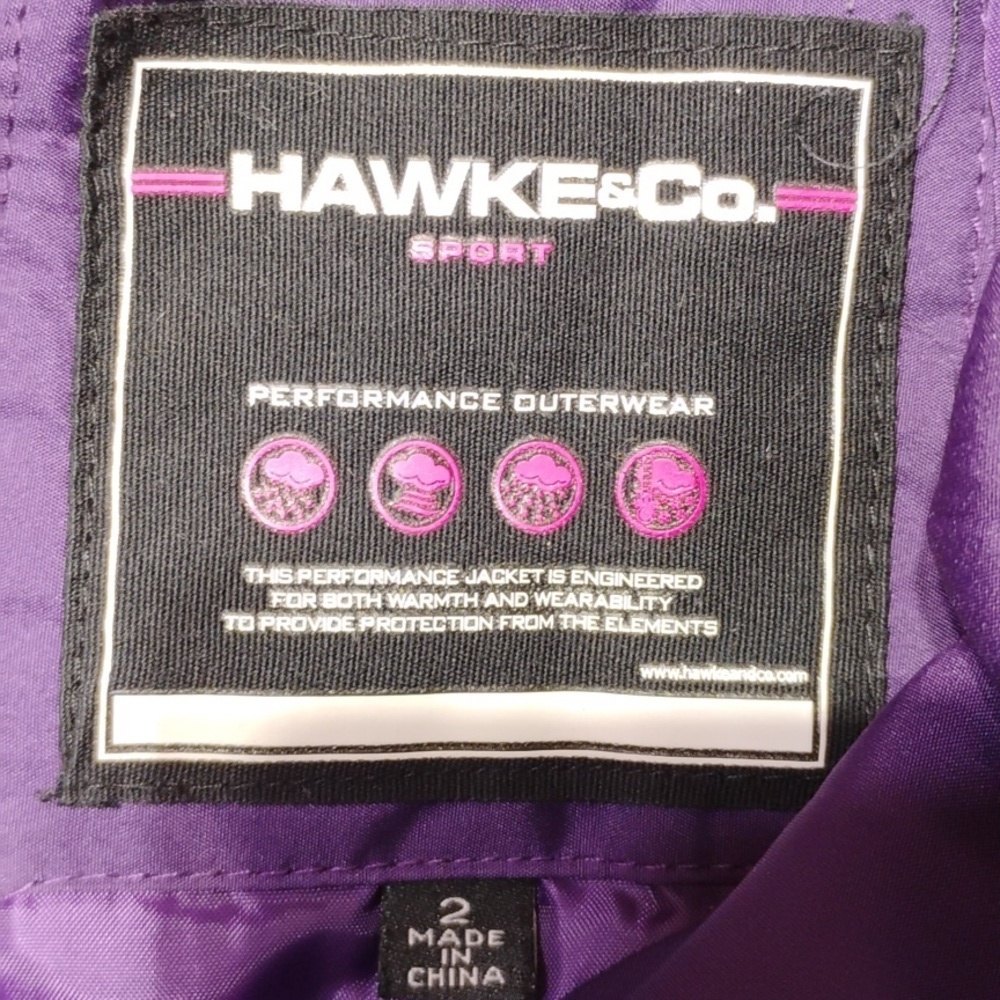 HAWKE&Co.
SPORT
PERFORMANCE OUTERWEAR
THIS PERFORMANCE JACKET IS ENGINEERED
FOR BOTH WARMTH AND WEARABILITY
TO PROVIDE PROTECTION FROM THE ELEMENTS
www.hawkeandco.com
2
MADE
IN
CHINA